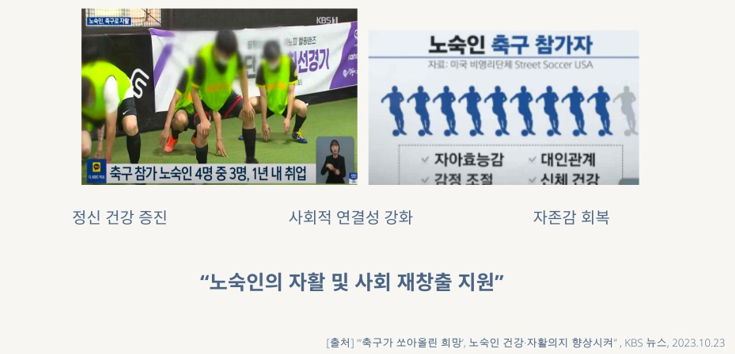 노숙인, 축구로 자활
KBS
선경기
축구 참가 노숙인 4명 중 3명, 1년 내 취업
노숙인 축구 참가자
자료: 미국 비영리단체 Street Soccer USA
자아효능감
대인관계
감정 조절
신체 건강
정신 건강 증진
사회적 연결성 강화
자존감 회복
“노숙인의 자활 및 사회 재창출 지원”
[출처] “‘축구가 쏘아올린 희망’, 노숙인 건강·자활의지 향상시켜” , KBS 뉴스, 2023.10.23